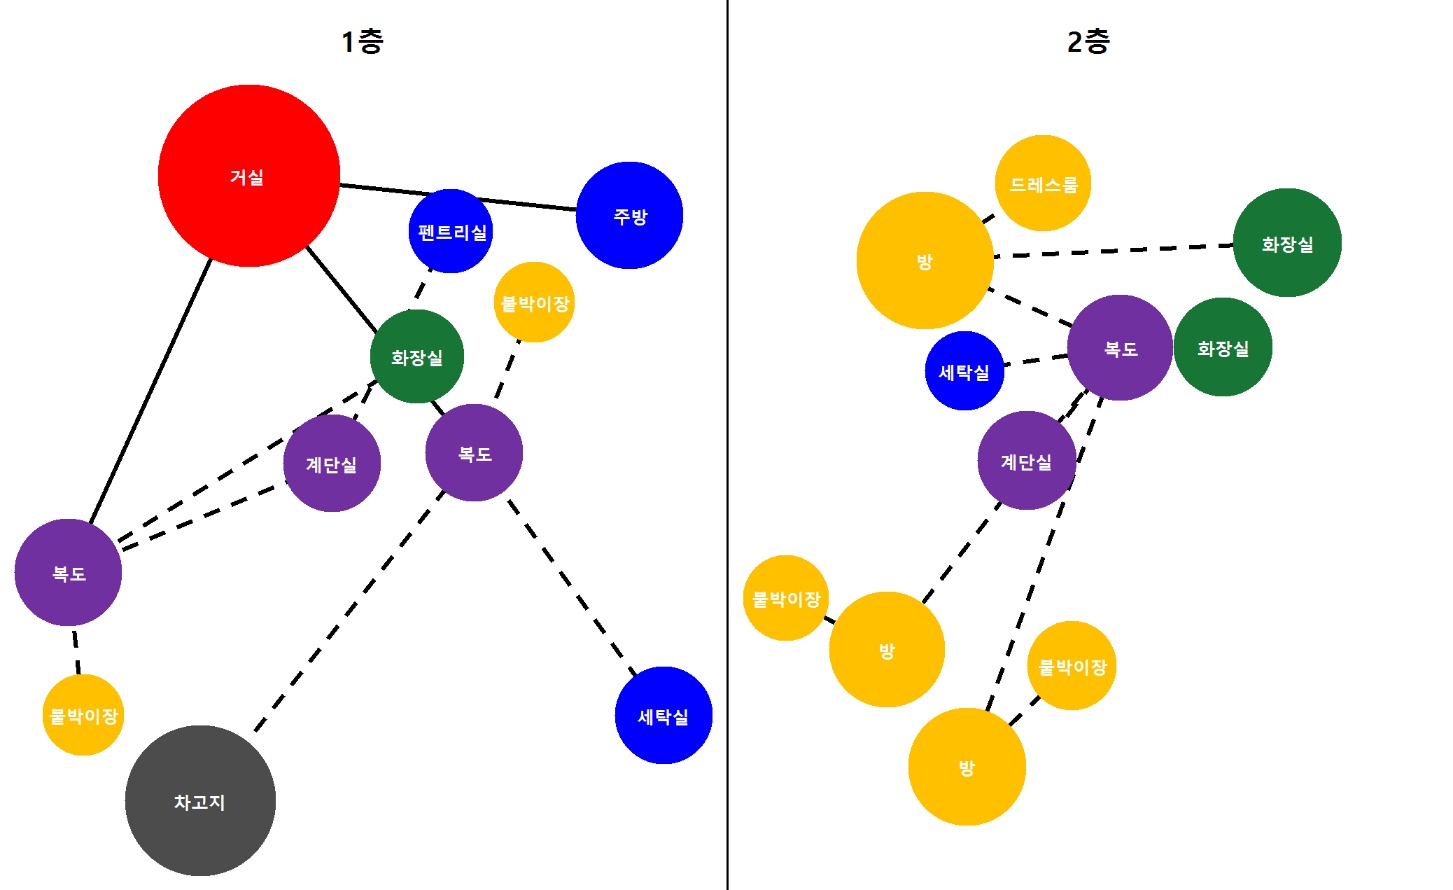 1층
거실
주방
펜트리실
붙박이장
화장실
계단실
복도
복도
붙박이장
세탁실
차고지
2층
드레스룸
화장실
방
복도
화장실
세탁실
계단실
붙박이장
방
붙박이장
방